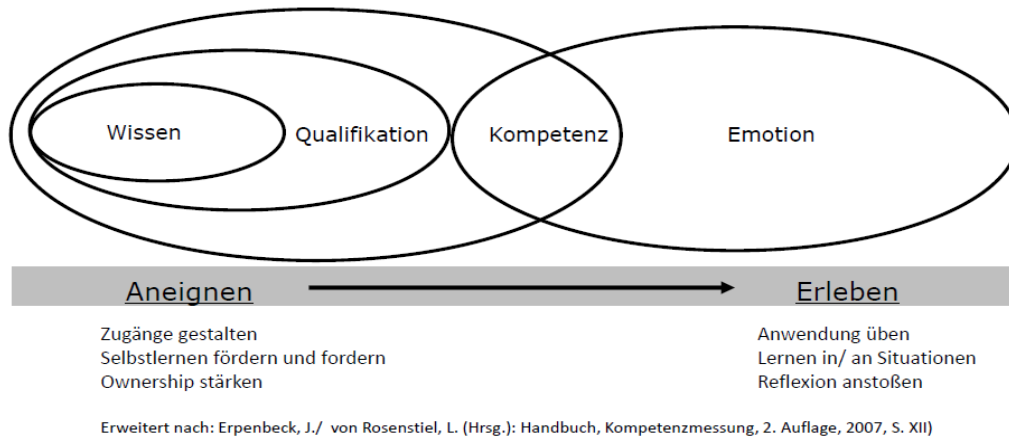 Wissen Qualifikation Kompetenz Emotion
Aneignen Erleben
Zugänge gestalten Anwendung üben
Selbstlernen fördern und fordern Lernen in/ an Situationen
Ownership stärken Reflexion anstoßen
Erweitert nach: Erpenbeck, J./ von Rosenstiel, L. (Hrsg.): Handbuch, Kompetenzmessung, 2. Auflage, 2007, S. XII)